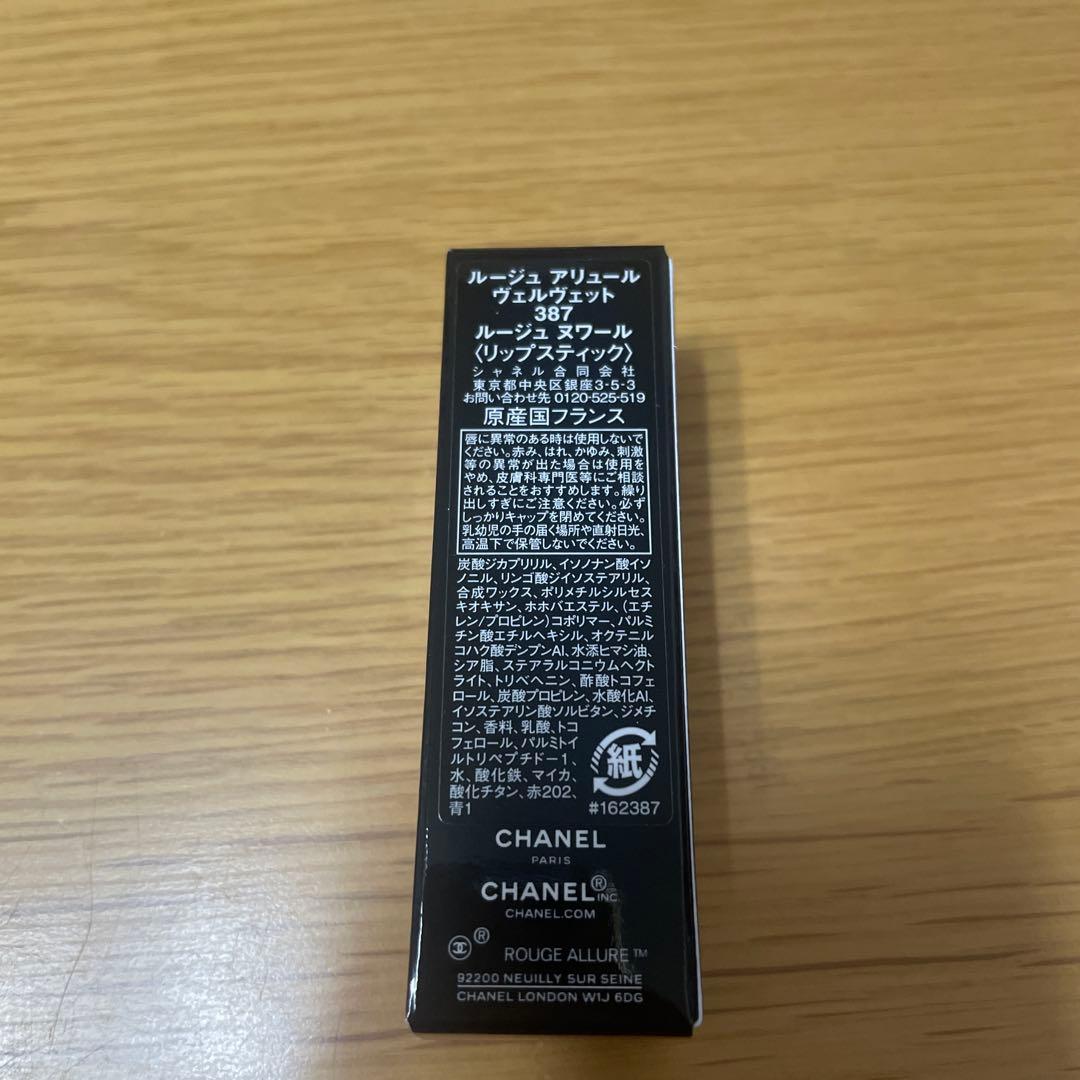 ルージュ アリュール
ヴェルヴェット
387
ルージュ ヌワール
〈リップスティック〉
シャネル合同会社
東京都中央区銀座3-5-3
お問い合わせ先 0120-525-519
原産国フランス
唇に異常のある時は使用しないで
ください。赤み、はれ、かゆみ、刺激
等の異常が出た場合は使用を
やめ、皮膚科専門医等にご相談
されることをおすすめします。繰り
出しすぎにご注意ください。必ず
しっかりキャップを閉めてください。
乳幼児の手の届く場所や直射日光、
高温下で保管しないでください。
炭酸ジカプリリル、イソノナン酸イソ
ノニル、リンゴ酸ジイソステアリル、
合成ワックス、ポリメチルシルセス
キオキサン、ホホバエステル、(エチ
レン/プロピレン)コポリマー、パルミ
チン酸エチルヘキシル、オクテニル
コハク酸デンプンAl、水添ヒマシ油、
シア脂、ステアラルコニウムヘクト
ライト、トリベヘニン、酢酸トコフェ
ロール、炭酸プロピレン、水酸化Al、
イソステアリン酸ソルビタン、ジメチ
コン、香料、乳酸、トコ
フェロール、パルミトイ
ルトリペプチド-1、
水、酸化鉄、マイカ、
酸化チタン、赤202、
青1
紙
#162387
CHANEL
PARIS
CHANEL® INC.
CHANEL.COM
® ROUGE ALLURE™
92200 NEUILLY SUR SEINE
CHANEL LONDON W1J 6DG